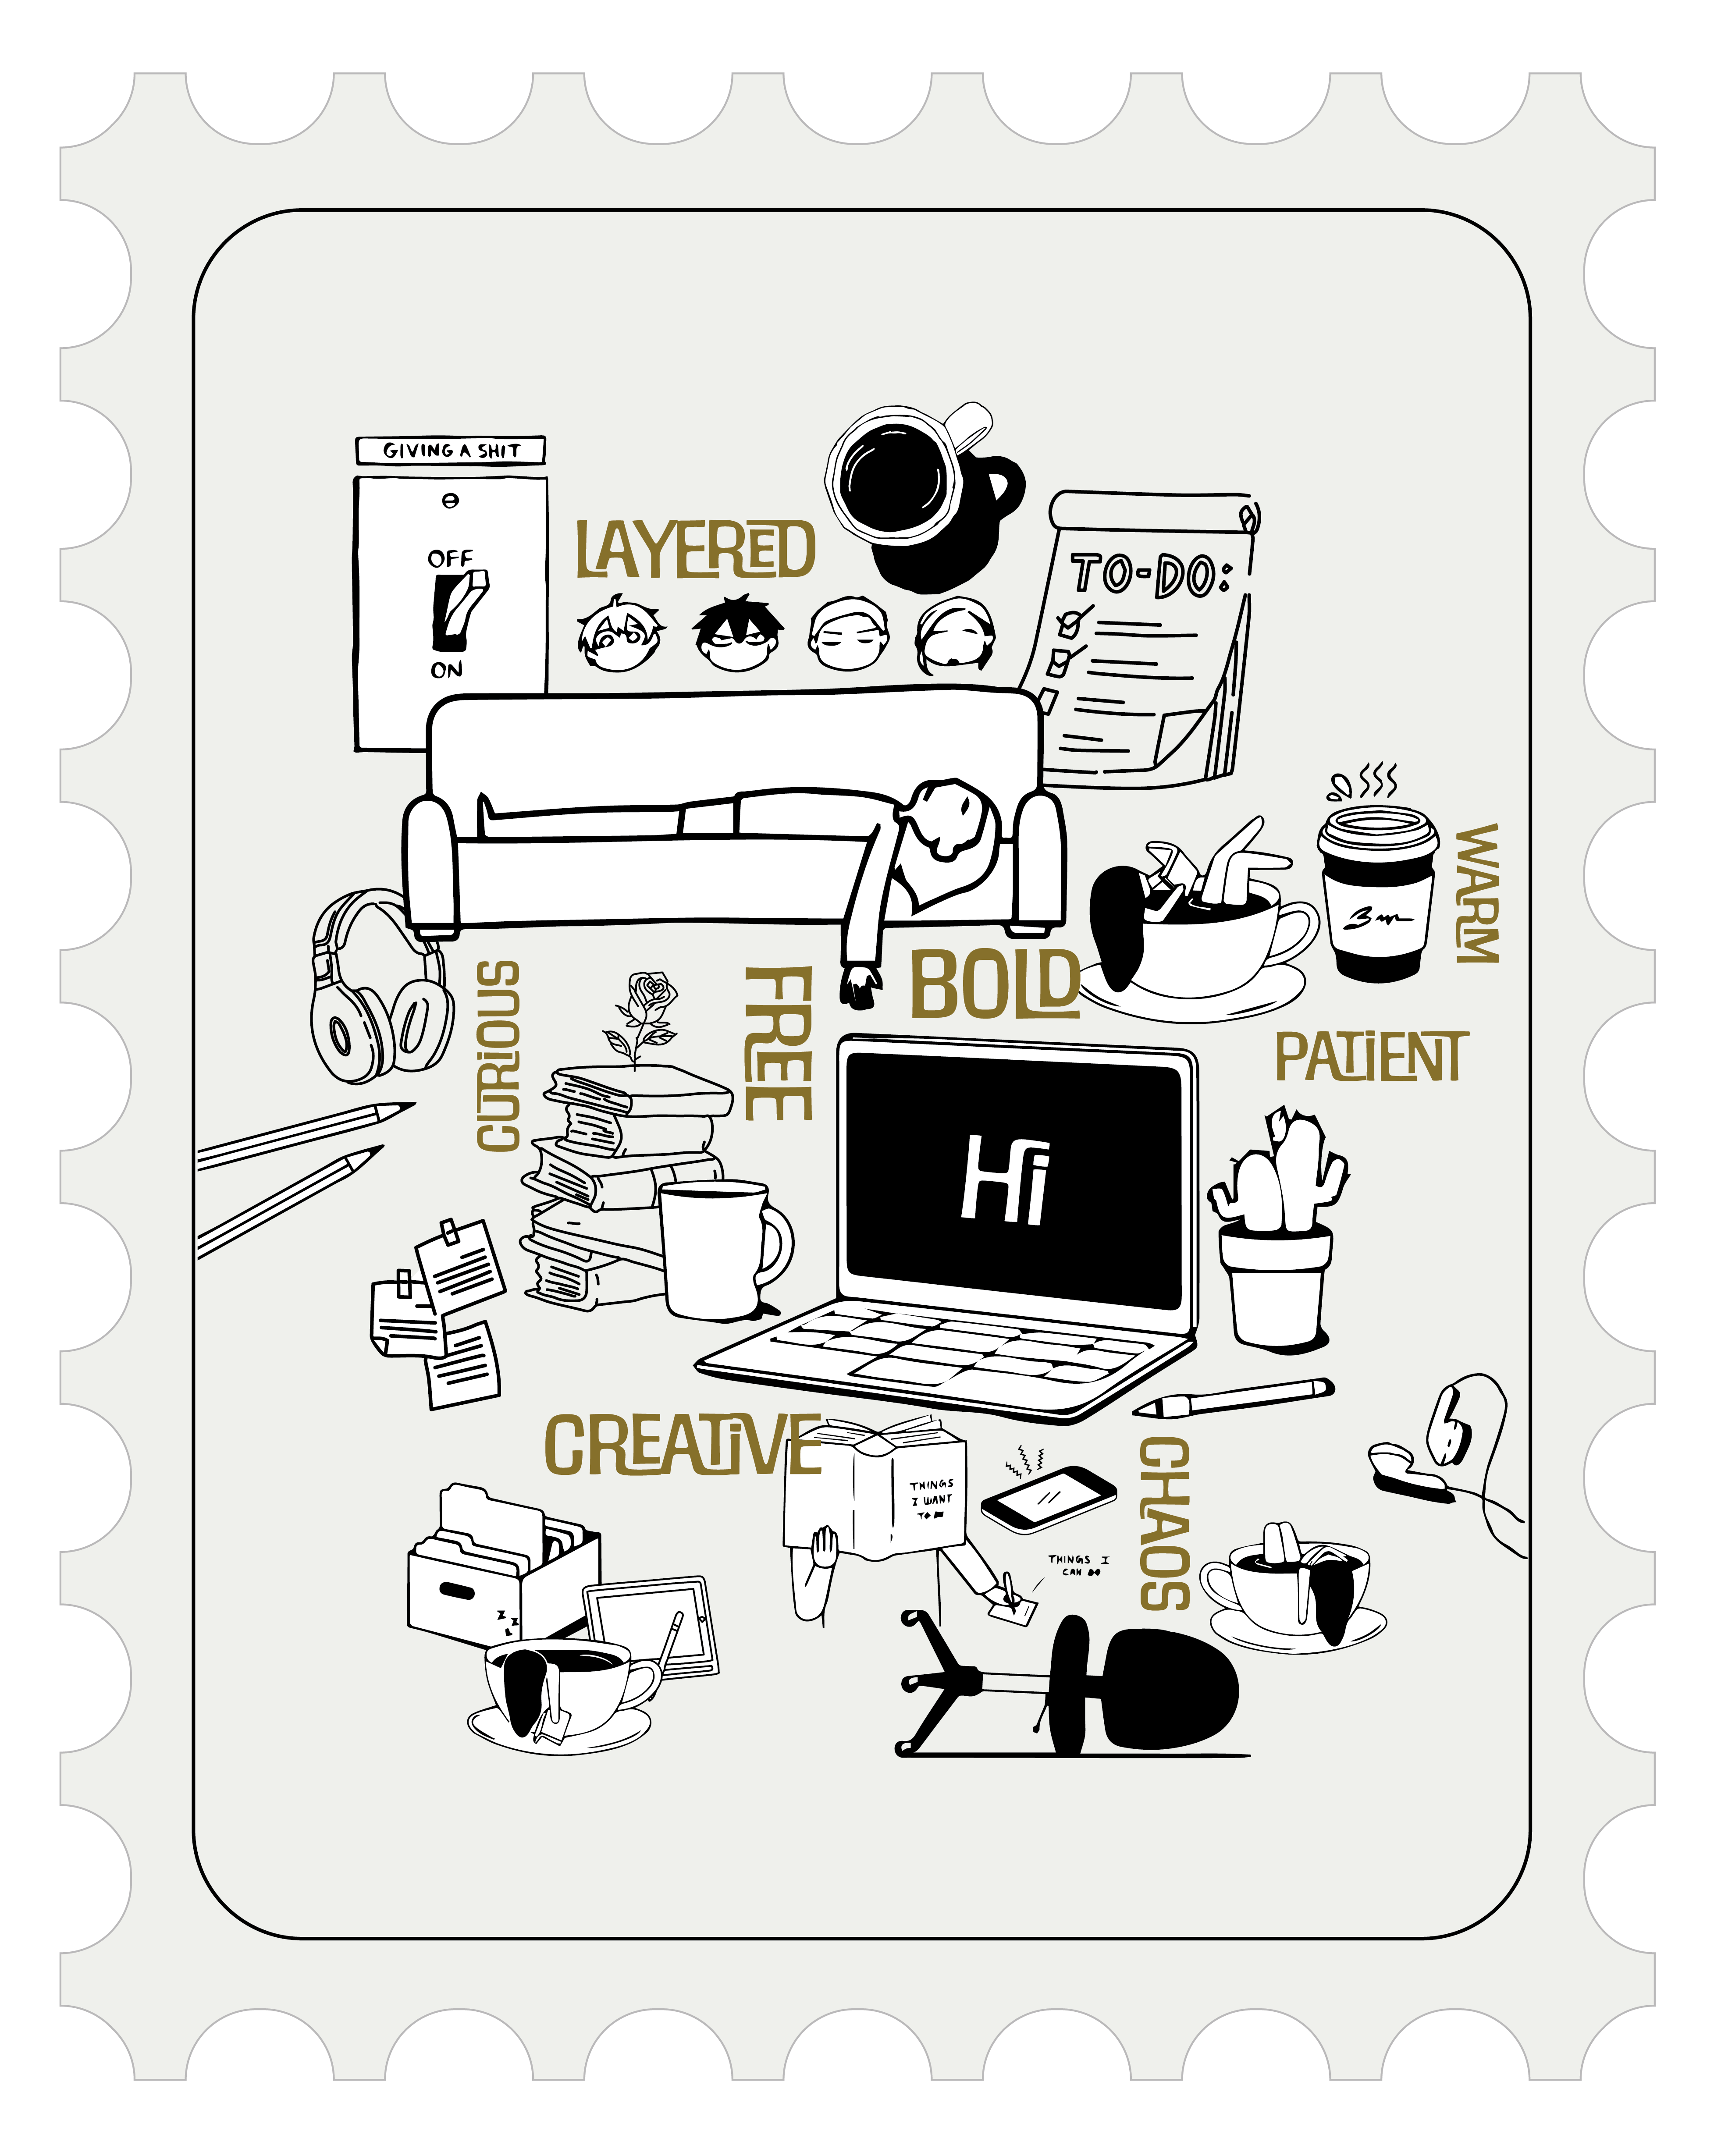 GIVING A SHIT
OFF
ON
LAYERED
TO-DO:
WARM
CURIOUS
FREE
BOLD
PATIENT
Hi
CREATIVE
THINGS
I WANT
TO
CHAOS
THINGS I
CAN DO
z
z